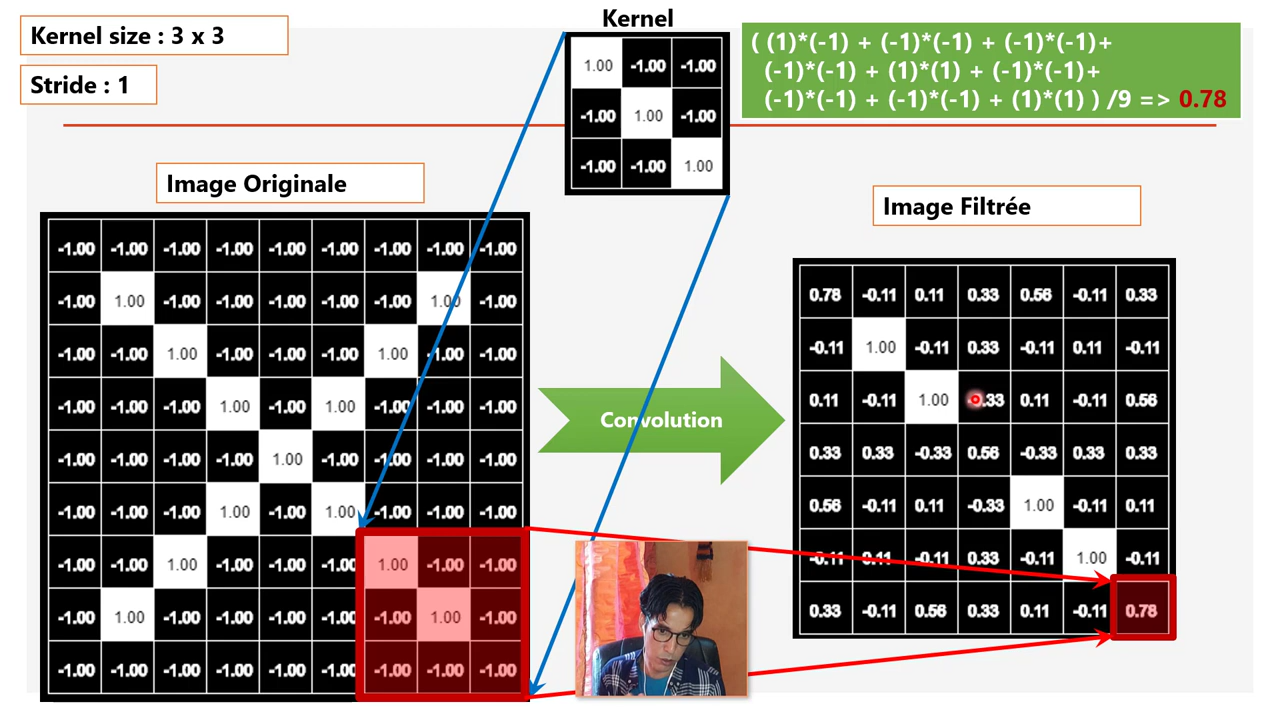 Kernel
Kernel size : 3 x 3
Stride : 1
1.00 -1.00 -1.00
-1.00 1.00 -1.00
-1.00 -1.00 1.00
( (1)*(-1) + (-1)*(-1) + (-1)*(-1)+
(-1)*(-1) + (1)*(1) + (-1)*(-1)+
(-1)*(-1) + (-1)*(-1) + (1)*(1) ) /9 => 0.78
Image Originale
-1.00 -1.00 -1.00 -1.00 -1.00 -1.00 -1.00 -1.00 -1.00
-1.00 1.00 -1.00 -1.00 -1.00 -1.00 -1.00 1.00 -1.00
-1.00 -1.00 1.00 -1.00 -1.00 -1.00 1.00 -1.00 -1.00
-1.00 -1.00 -1.00 1.00 -1.00 1.00 -1.00 -1.00 -1.00
-1.00 -1.00 -1.00 -1.00 1.00 -1.00 -1.00 -1.00 -1.00
-1.00 -1.00 -1.00 1.00 -1.00 1.00 -1.00 -1.00 -1.00
-1.00 -1.00 1.00 -1.00 -1.00 -1.00 1.00 -1.00 -1.00
-1.00 1.00 -1.00 -1.00 -1.00 -1.00 -1.00 1.00 -1.00
-1.00 -1.00 -1.00 -1.00 -1.00 -1.00 -1.00 -1.00 -1.00
Convolution
Image Filtrée
0.78 -0.11 0.11 0.33 0.56 -0.11 0.33
-0.11 1.00 -0.11 0.33 -0.11 0.11 -0.11
0.11 -0.11 1.00 -0.33 0.11 -0.11 0.56
0.33 0.33 -0.33 0.56 -0.33 0.33 0.33
0.56 -0.11 0.11 -0.33 1.00 -0.11 0.11
-0.11 0.11 -0.11 0.33 -0.11 1.00 -0.11
0.33 -0.11 0.56 0.33 0.11 -0.11 0.78